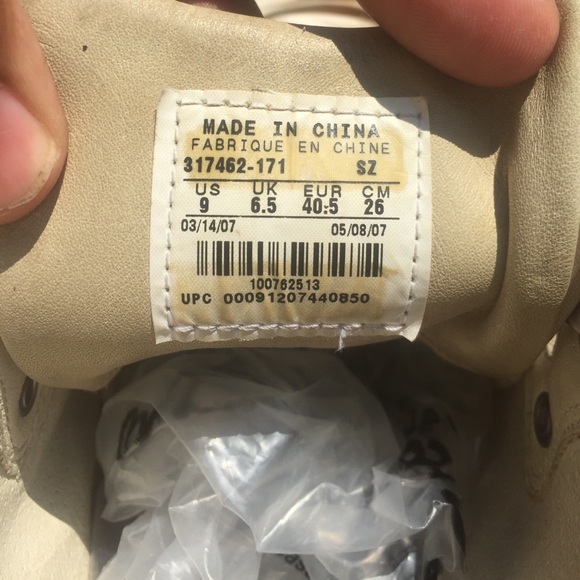 MADE IN CHINA
FABRIQUE EN CHINE
317462-171 SZ
US UK EUR CM
9 6.5 40.5 26
03/14/07 05/08/07
100762513
UPC 00091207440850